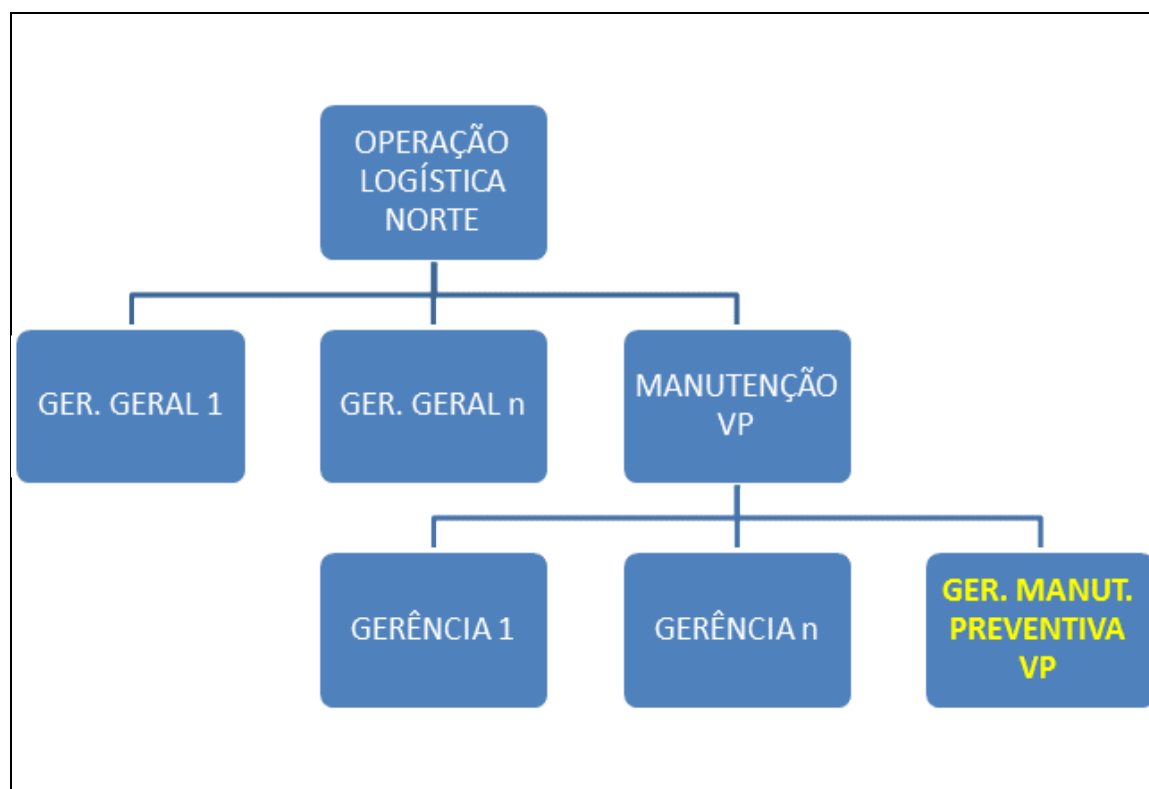 OPERAÇÃO
LOGÍSTICA
NORTE
GER. GERAL 1
GER. GERAL n
MANUTENÇÃO
VP
GERÊNCIA 1
GERÊNCIA n
GER. MANUT.
PREVENTIVA
VP